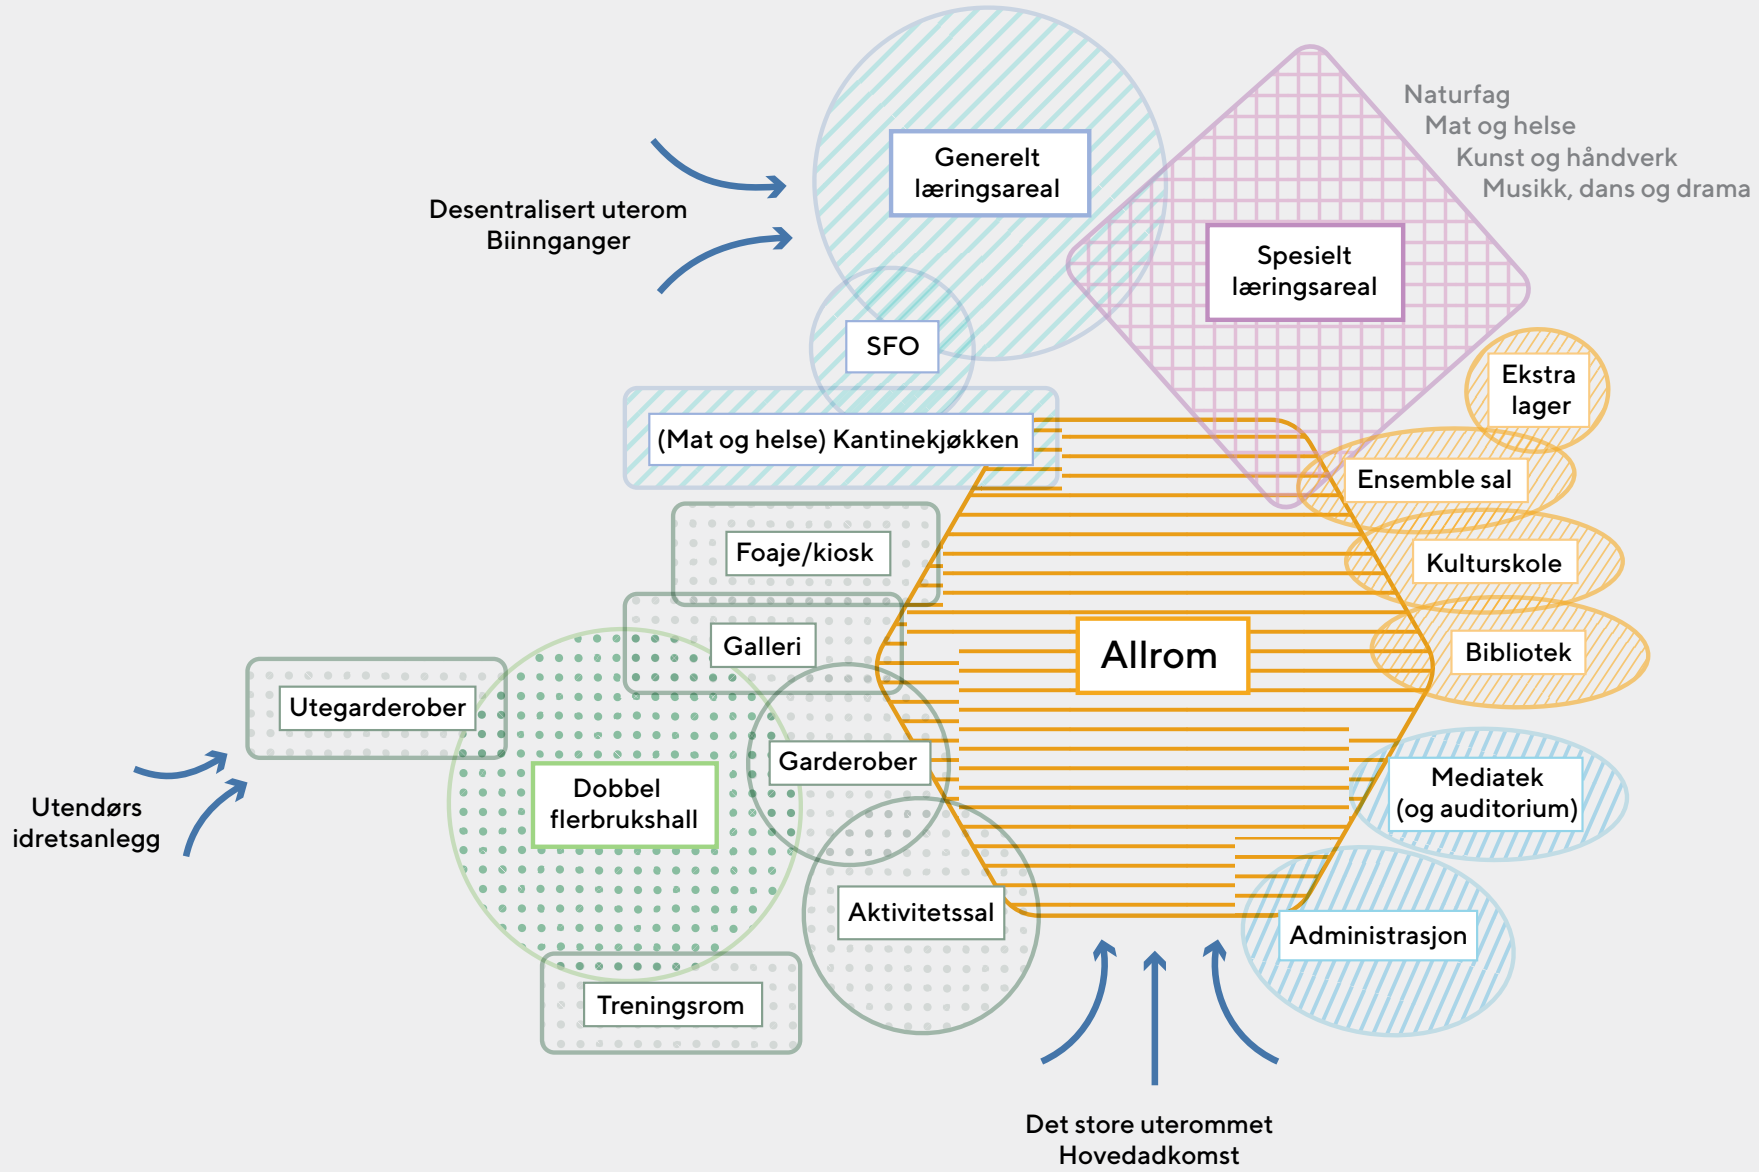 Naturfag
Mat og helse
Kunst og håndverk
Musikk, dans og drama
Generelt
læringsareal
Desentralisert uterom
Biinnganger
Spesielt
læringsareal
SFO
Ekstra
lager
(Mat og helse) Kantinekjøkken
Ensemble sal
Foaje/kiosk
Kulturskole
Galleri
Allrom
Bibliotek
Utegarderober
Garderober
Mediatek
(og auditorium)
Dobbel
flerbrukshall
Utendørs
idretsanlegg
Aktivitetssal
Administrasjon
Treningsrom
Det store uterommet
Hovedadkomst